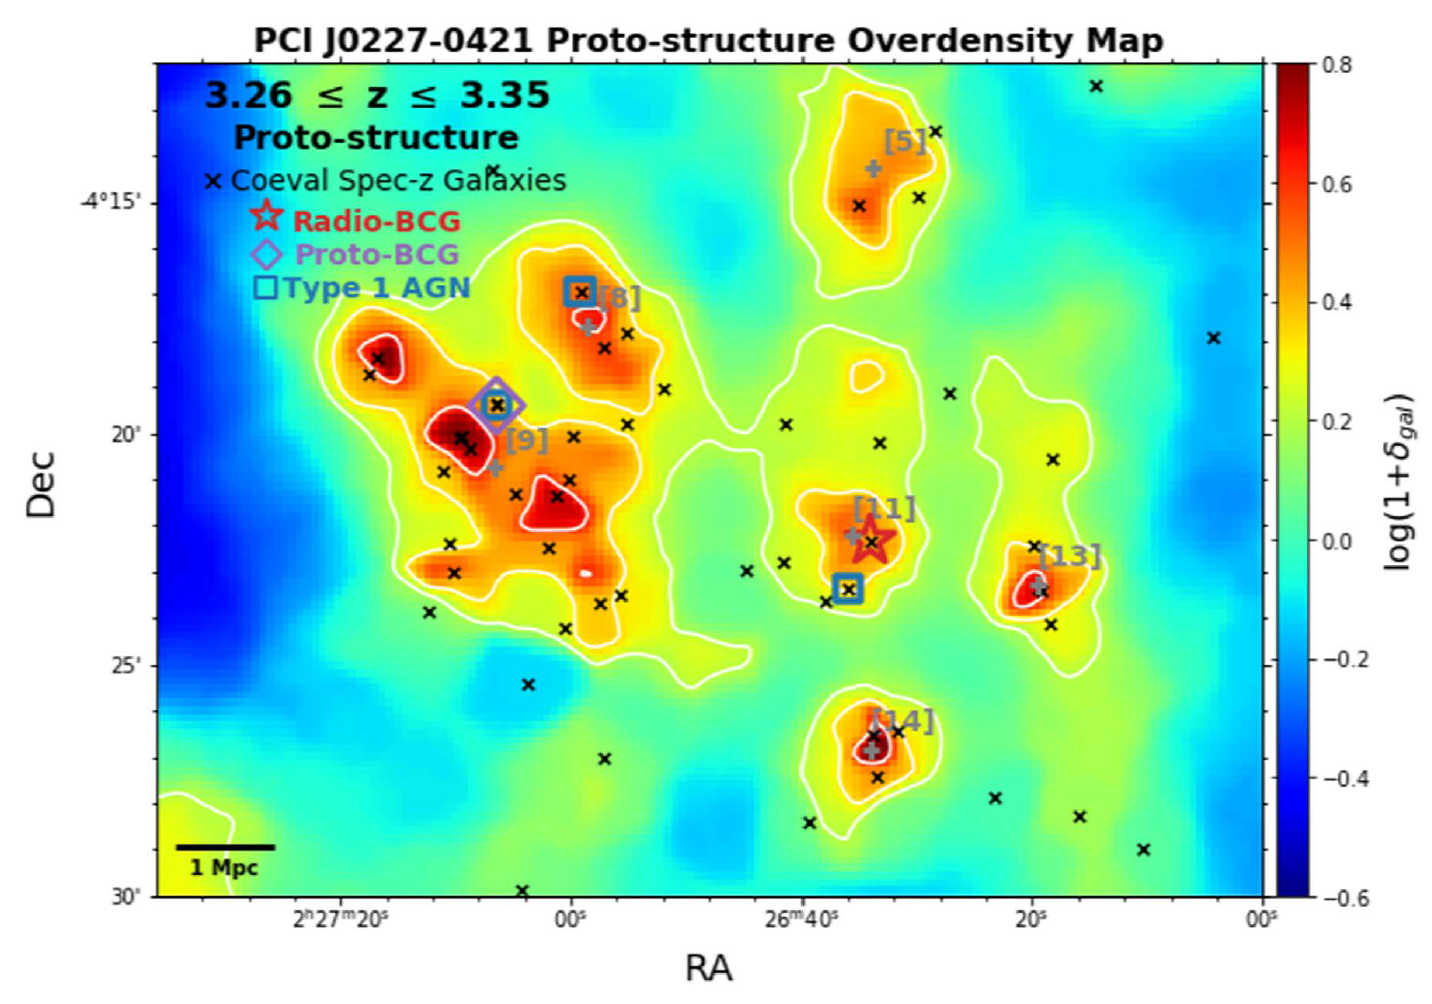 PCI J0227-0421 Proto-structure Overdensity Map
3.26 ≤ z ≤ 3.35
Proto-structure
× Coeval Spec-z Galaxies
Radio-BCG
Proto-BCG
Type 1 AGN
[5]
[8]
[9]
[11]
[13]
[14]
1 Mpc
-4°15'
20'
25'
30'
Dec
2ʰ27ᵐ20ˢ 00ˢ 26ᵐ40ˢ 20ˢ 00ˢ
RA
0.8
0.6
0.4
0.2
0.0
−0.2
−0.4
−0.6
log(1+δgal)